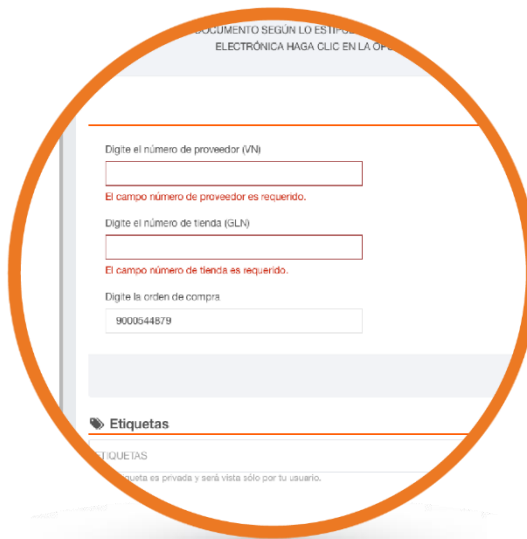 DOCUMENTO SEGÚN LO
ELECTRÓNICA HAGA CLIC EN LA
Digite el número de proveedor (VN)
El campo número de proveedor es requerido.
Digite el número de tienda (GLN)
El campo número de tienda es requerido.
Digite la orden de compra
9000544879
Etiquetas
ETIQUETAS
es privada y será vista sólo por tu usuario.